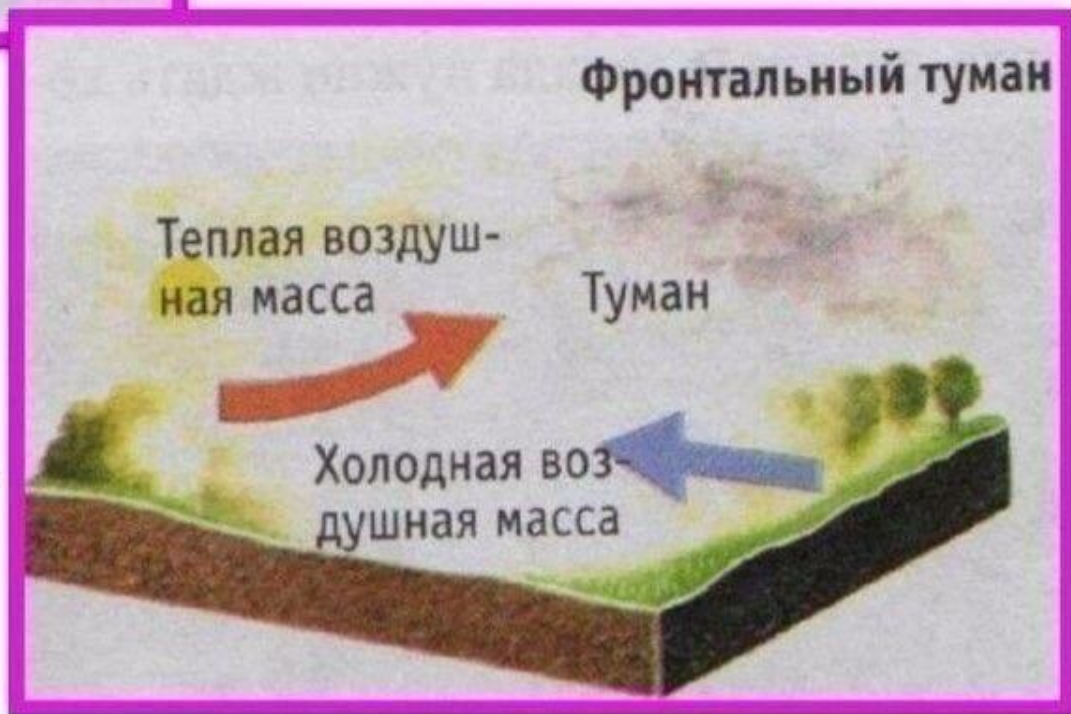 Фронтальный туман
Теплая воздуш-
ная масса
Туман
Холодная воз-
душная масса